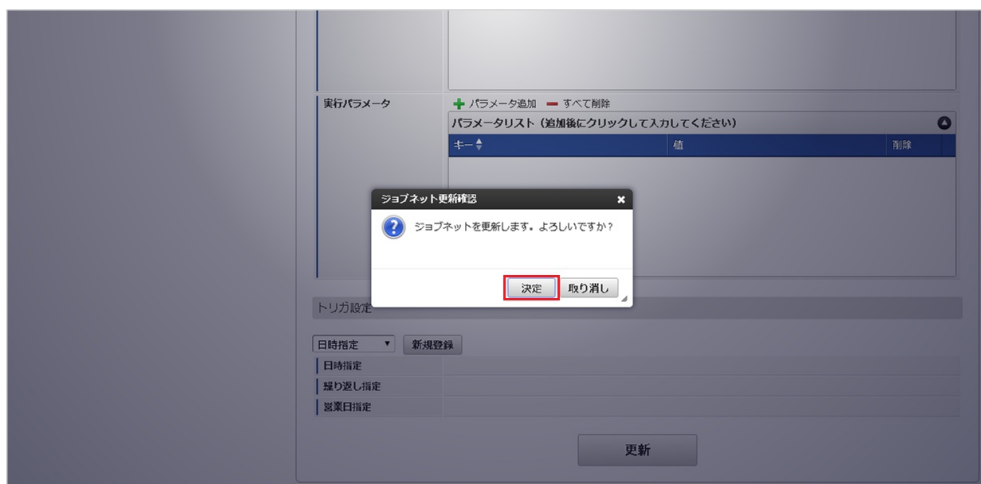 実行パラメータ
パラメータ追加 すべて削除
パラメータリスト（追加後にクリックして入力してください）
キー 値 削除
ジョブネット更新確認
ジョブネットを更新します。よろしいですか？
決定 取り消し
トリガ設定
日時指定 新規登録
日時指定
繰り返し指定
営業日指定
更新